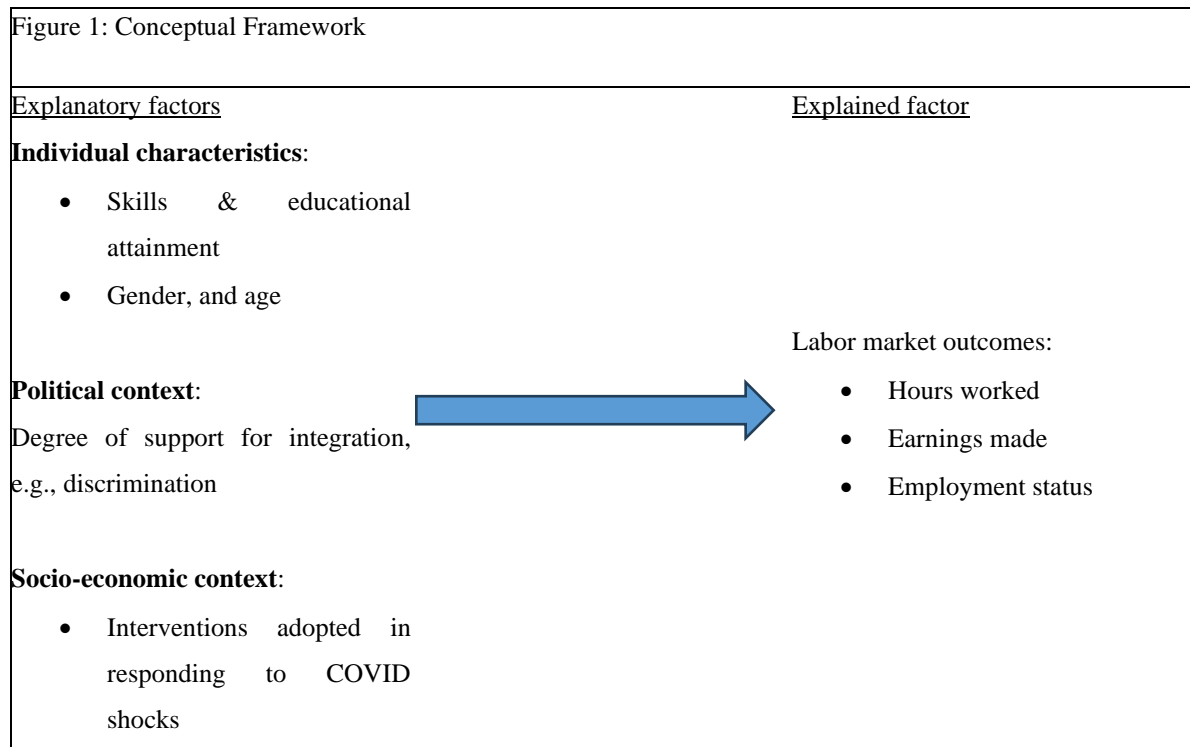 Figure 1: Conceptual Framework
Explanatory factors
Individual characteristics:
• Skills & educational
attainment
• Gender, and age
Political context:
Degree of support for integration,
e.g., discrimination
Socio-economic context:
• Interventions adopted in
responding to COVID
shocks
Explained factor
Labor market outcomes:
• Hours worked
• Earnings made
• Employment status